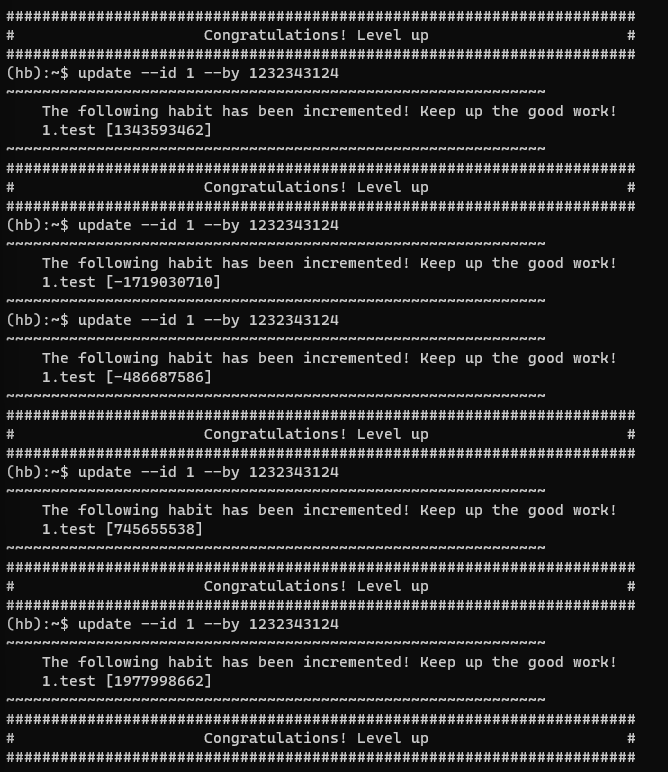 ######################################################################
#                     Congratulations! Level up                      #
######################################################################
(hb):~$ update --id 1 --by 1232343124
~~~~~~~~~~~~~~~~~~~~~~~~~~~~~~~~~~~~~~~~~~~~~~~~~~~~~~~~~~~~
    The following habit has been incremented! Keep up the good work!
    1.test [1343593462]
~~~~~~~~~~~~~~~~~~~~~~~~~~~~~~~~~~~~~~~~~~~~~~~~~~~~~~~~~~~~
######################################################################
#                     Congratulations! Level up                      #
######################################################################
(hb):~$ update --id 1 --by 1232343124
~~~~~~~~~~~~~~~~~~~~~~~~~~~~~~~~~~~~~~~~~~~~~~~~~~~~~~~~~~~~
    The following habit has been incremented! Keep up the good work!
    1.test [-1719030710]
~~~~~~~~~~~~~~~~~~~~~~~~~~~~~~~~~~~~~~~~~~~~~~~~~~~~~~~~~~~~
(hb):~$ update --id 1 --by 1232343124
~~~~~~~~~~~~~~~~~~~~~~~~~~~~~~~~~~~~~~~~~~~~~~~~~~~~~~~~~~~~
    The following habit has been incremented! Keep up the good work!
    1.test [-486687586]
~~~~~~~~~~~~~~~~~~~~~~~~~~~~~~~~~~~~~~~~~~~~~~~~~~~~~~~~~~~~
######################################################################
#                     Congratulations! Level up                      #
######################################################################
(hb):~$ update --id 1 --by 1232343124
~~~~~~~~~~~~~~~~~~~~~~~~~~~~~~~~~~~~~~~~~~~~~~~~~~~~~~~~~~~~
    The following habit has been incremented! Keep up the good work!
    1.test [745655538]
~~~~~~~~~~~~~~~~~~~~~~~~~~~~~~~~~~~~~~~~~~~~~~~~~~~~~~~~~~~~
######################################################################
#                     Congratulations! Level up                      #
######################################################################
(hb):~$ update --id 1 --by 1232343124
~~~~~~~~~~~~~~~~~~~~~~~~~~~~~~~~~~~~~~~~~~~~~~~~~~~~~~~~~~~~
    The following habit has been incremented! Keep up the good work!
    1.test [1977998662]
~~~~~~~~~~~~~~~~~~~~~~~~~~~~~~~~~~~~~~~~~~~~~~~~~~~~~~~~~~~~
######################################################################
#                     Congratulations! Level up                      #
######################################################################